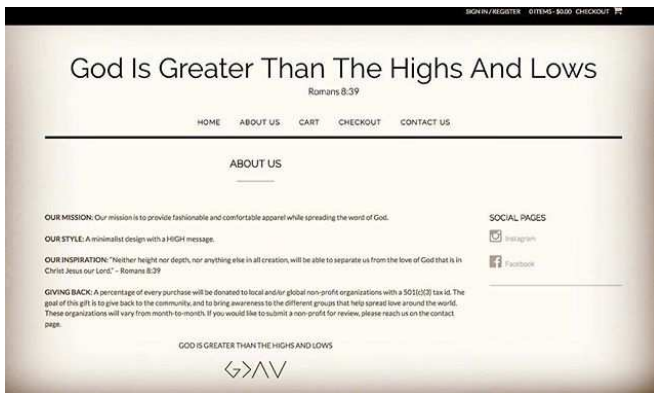 SIGN IN / REGISTER 0 ITEMS - $0.00 CHECKOUT
God Is Greater Than The Highs And Lows
Romans 8:39
HOME ABOUT US CART CHECKOUT CONTACT US
ABOUT US
OUR MISSION: Our mission is to provide fashionable and comfortable apparel while spreading the word of God.
OUR STYLE: A minimalist design with a HIGH message.
OUR INSPIRATION: "Neither height nor depth, nor anything else in all creation, will be able to separate us from the love of God that is in
Christ Jesus our Lord." – Romans 8:39
GIVING BACK: A percentage of every purchase will be donated to local and/or global non-profit organizations with a 501(c)(3) tax id. The
goal of this gift is to give back to the community, and to bring awareness to the different groups that help spread love around the world.
These organizations will vary from month-to-month. If you would like to submit a non-profit for review, please reach us on the contact
page.
GOD IS GREATER THAN THE HIGHS AND LOWS
G>ΛV
SOCIAL PAGES
Instagram
Facebook